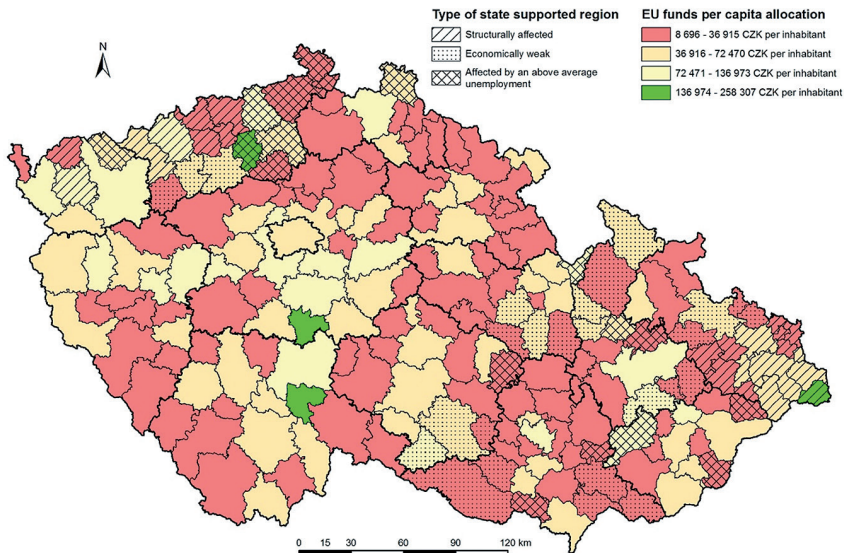 Type of state supported region
Structurally affected
Economically weak
Affected by an above average
unemployment
EU funds per capita allocation
8 696 - 36 915 CZK per inhabitant
36 916 - 72 470 CZK per inhabitant
72 471 - 136 973 CZK per inhabitant
136 974 - 258 307 CZK per inhabitant
N
0 15 30 60 90 120 km